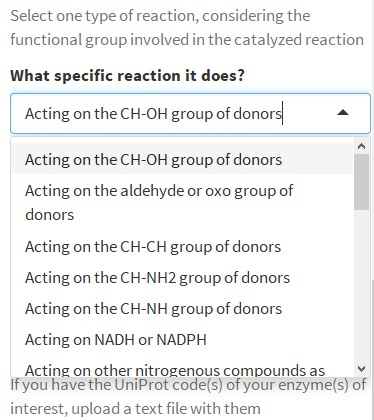 Select one type of reaction, considering the
functional group involved in the catalyzed reaction
What specific reaction it does?
Acting on the CH-OH group of donors
Acting on the CH-OH group of donors
Acting on the aldehyde or oxo group of
donors
Acting on the CH-CH group of donors
Acting on the CH-NH2 group of donors
Acting on the CH-NH group of donors
Acting on NADH or NADPH
Acting on other nitrogenous compounds as
If you have the UniProt code(s) of your enzyme(s) of
interest, upload a text file with them